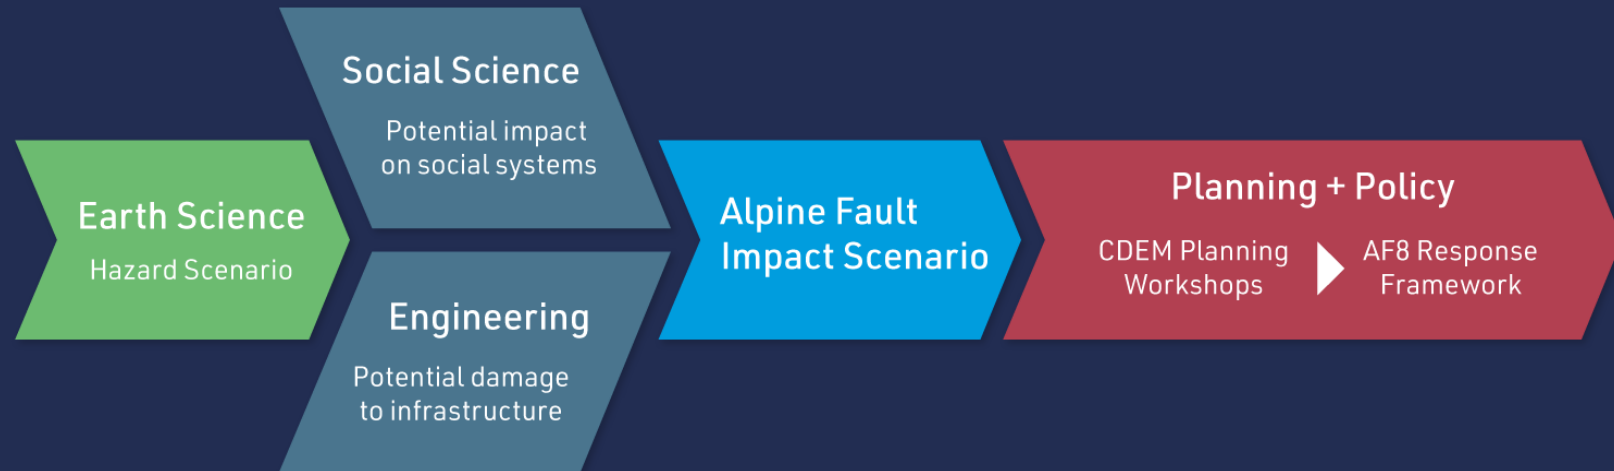 Earth Science
Hazard Scenario
Social Science
Potential impact
on social systems
Engineering
Potential damage
to infrastructure
Alpine Fault
Impact Scenario
Planning + Policy
CDEM Planning
Workshops
AF8 Response
Framework